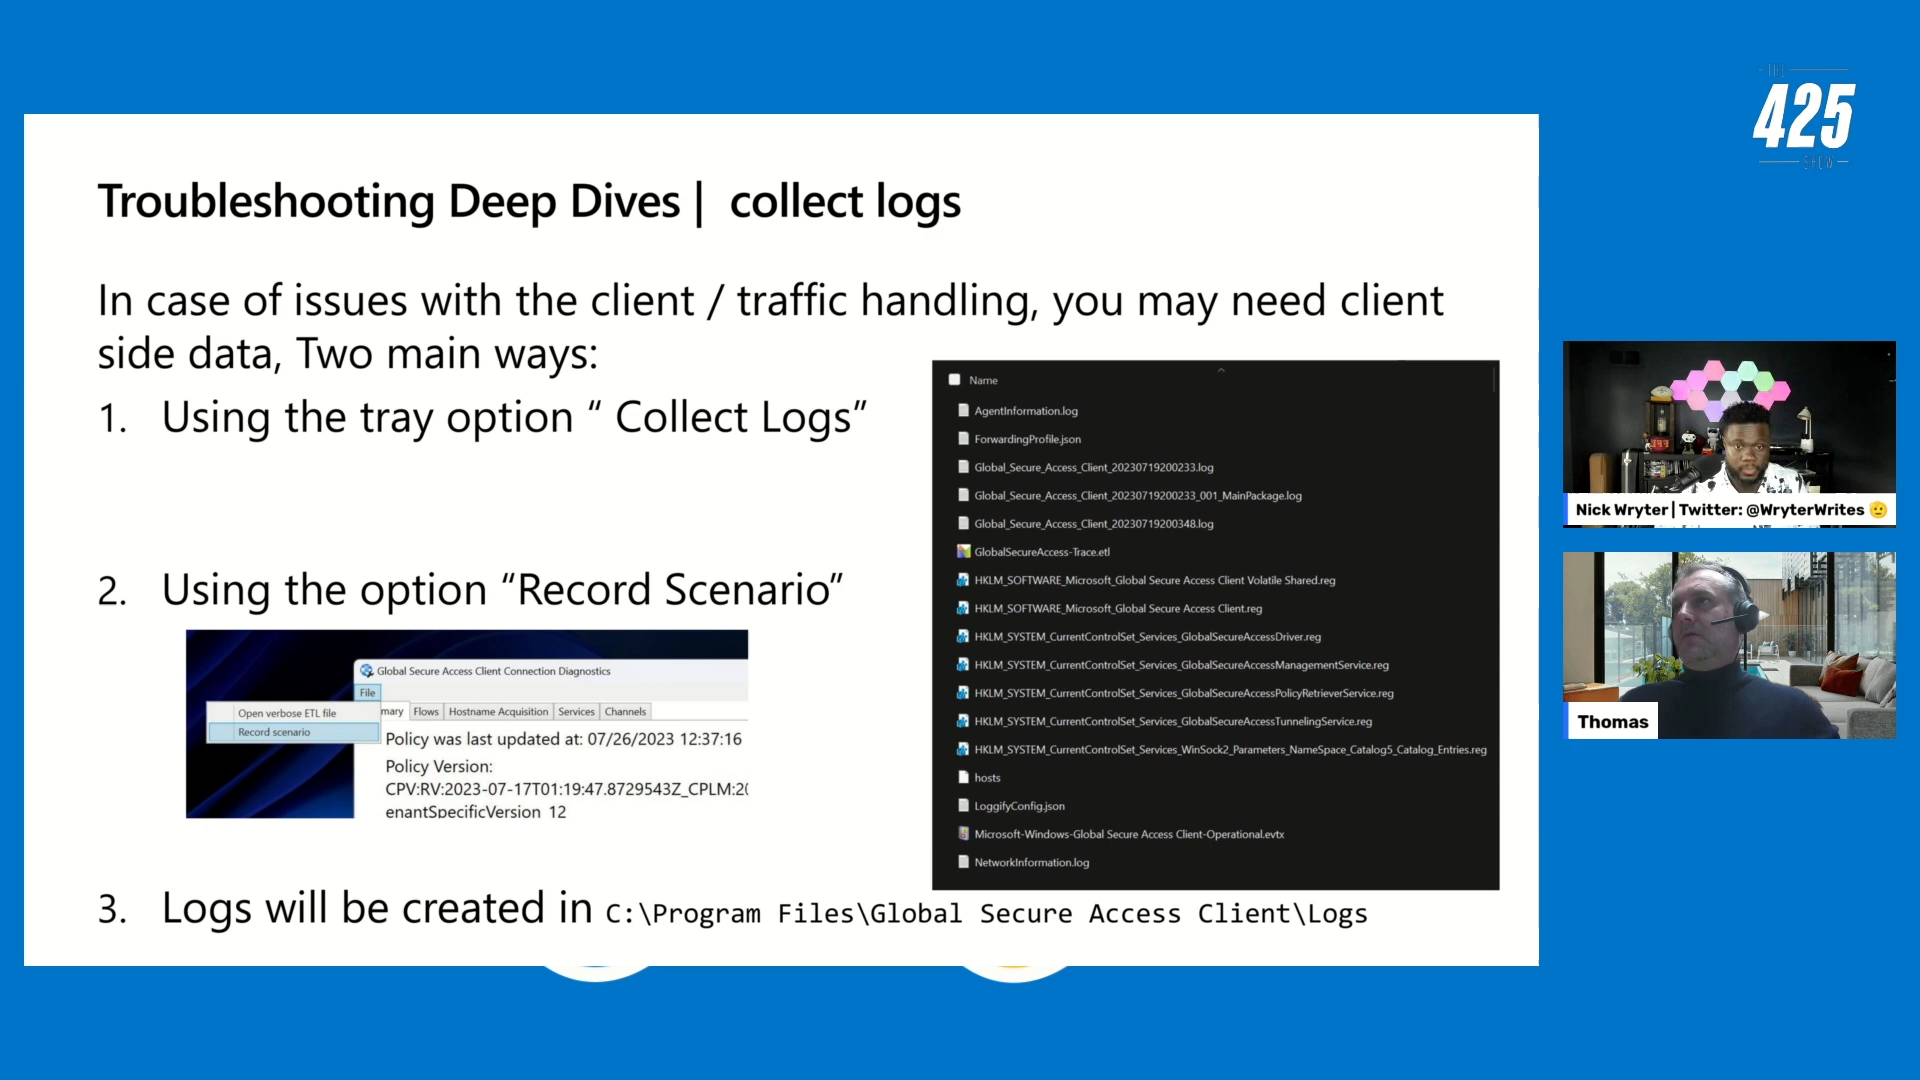 THE
425
SHOW
Troubleshooting Deep Dives | collect logs
In case of issues with the client / traffic handling, you may need client
side data, Two main ways:
1. Using the tray option “ Collect Logs”
2. Using the option “Record Scenario”
Global Secure Access Client Connection Diagnostics
File
Open verbose ETL file
Record scenario
mary Flows Hostname Acquisition Services Channels
Policy was last updated at: 07/26/2023 12:37:16
Policy Version:
CPV:RV:2023-07-17T01:19:47.8729543Z_CPLM:20
enantSpecificVersion 12
3. Logs will be created in C:\Program Files\Global Secure Access Client\Logs
Name
AgentInformation.log
ForwardingProfile.json
Global_Secure_Access_Client_20230719200233.log
Global_Secure_Access_Client_20230719200233_001_MainPackage.log
Global_Secure_Access_Client_20230719200348.log
GlobalSecureAccess-Trace.etl
HKLM_SOFTWARE_Microsoft_Global Secure Access Client Volatile Shared.reg
HKLM_SOFTWARE_Microsoft_Global Secure Access Client.reg
HKLM_SYSTEM_CurrentControlSet_Services_GlobalSecureAccessDriver.reg
HKLM_SYSTEM_CurrentControlSet_Services_GlobalSecureAccessManagementService.reg
HKLM_SYSTEM_CurrentControlSet_Services_GlobalSecureAccessPolicyRetrieverService.reg
HKLM_SYSTEM_CurrentControlSet_Services_GlobalSecureAccessTunnelingService.reg
HKLM_SYSTEM_CurrentControlSet_Services_WinSock2_Parameters_NameSpace_Catalog5_Catalog_Entries.reg
hosts
LoggifyConfig.json
Microsoft-Windows-Global Secure Access Client-Operational.evtx
NetworkInformation.log
Nick Wryter | Twitter: @WryterWrites 🫡
Thomas